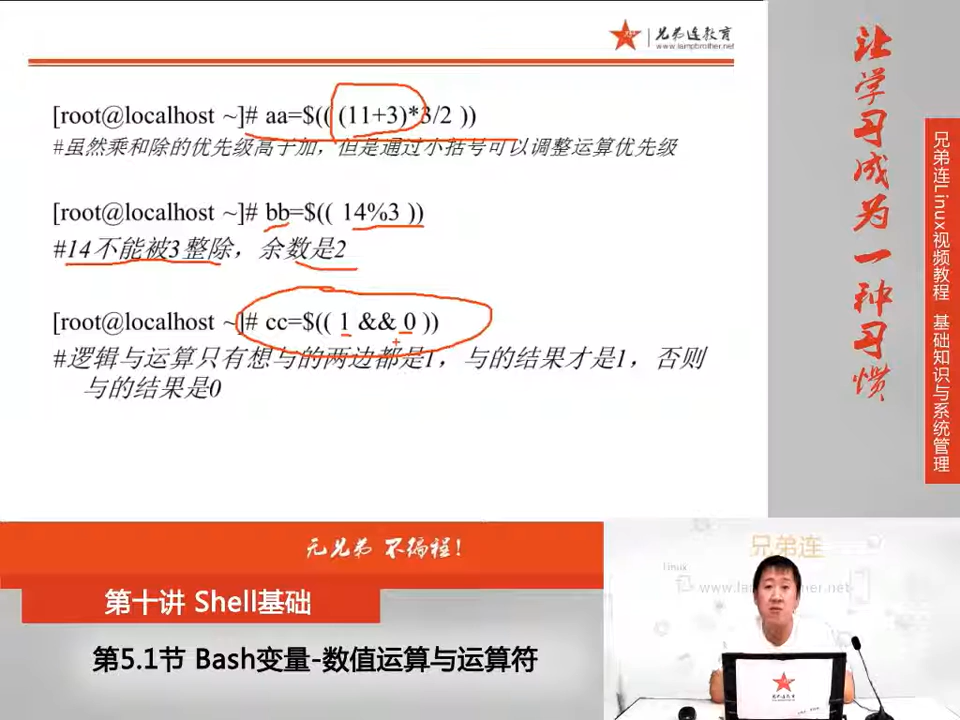 兄弟连教育
www.lampbrother.net
[root@localhost ~]# aa=$(( (11+3)*3/2 ))
#虽然乘和除的优先级高于加，但是通过小括号可以调整运算优先级
[root@localhost ~]# bb=$(( 14%3 ))
#14不能被3整除，余数是2
[root@localhost ~]# cc=$(( 1 && 0 ))
#逻辑与运算只有想与的两边都是1，与的结果才是1，否则
与的结果是0
让学习成为一种习惯
兄弟连Linux视频教程 基础知识与系统管理
无兄弟 不编程！
第十讲 Shell基础
第5.1节 Bash变量-数值运算与运算符
兄弟连
Linux
兄弟连教育